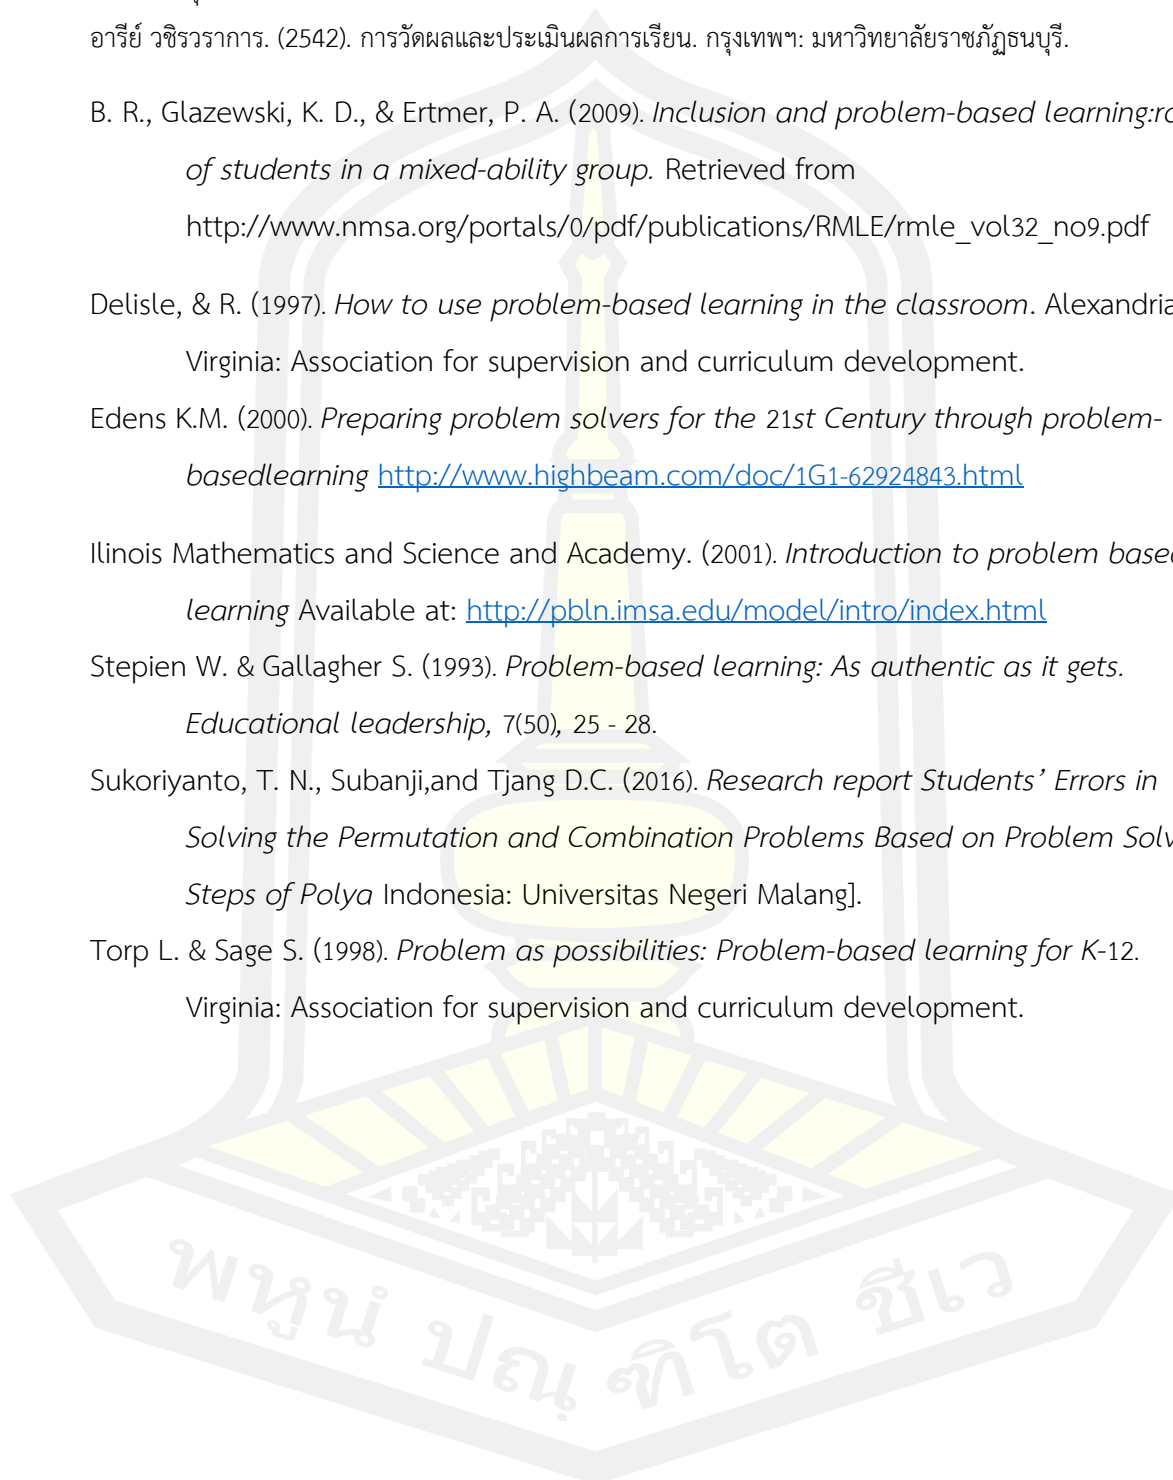 อารีย์ วชิรวราการ. (2542). การวัดผลและประเมินผลการเรียน. กรุงเทพฯ: มหาวิทยาลัยราชภัฏธนบุรี.
B. R., Glazewski, K. D., & Ertmer, P. A. (2009). Inclusion and problem-based learning:
of students in a mixed-ability group. Retrieved from
http://www.nmsa.org/portals/0/pdf/publications/RMLE/rmle_vol32_no9.pdf
Delisle, & R. (1997). How to use problem-based learning in the classroom. Alexandria
Virginia: Association for supervision and curriculum development.
Edens K.M. (2000). Preparing problem solvers for the 21st Century through problem-
basedlearning http://www.highbeam.com/doc/1G1-62924843.html
Ilinois Mathematics and Science and Academy. (2001). Introduction to problem based
learning Available at: http://pbln.imsa.edu/model/intro/index.html
Stepien W. & Gallagher S. (1993). Problem-based learning: As authentic as it gets.
Educational leadership, 7(50), 25 - 28.
Sukoriyanto, T. N., Subanji,and Tjang D.C. (2016). Research report Students’ Errors in
Solving the Permutation and Combination Problems Based on Problem Solv
Steps of Polya Indonesia: Universitas Negeri Malang].
Torp L. & Sage S. (1998). Problem as possibilities: Problem-based learning for K-12.
Virginia: Association for supervision and curriculum development.
พหูนํ ปณฺฑิโต ชีเว